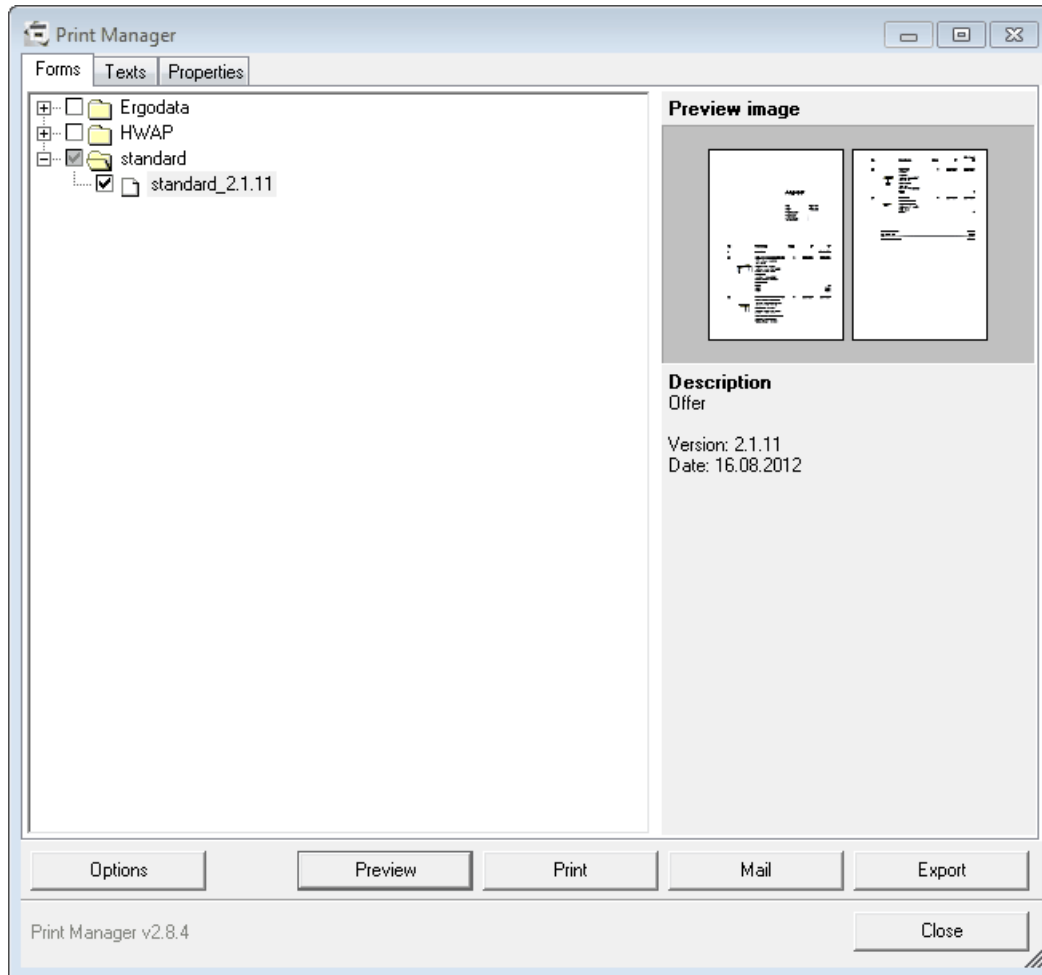 Print Manager
Forms Texts Properties
Ergodata
HWAP
standard
standard_2.1.11
Preview image
Description
Offer
Version: 2.1.11
Date: 16.08.2012
Options Preview Print Mail Export
Print Manager v2.8.4
Close